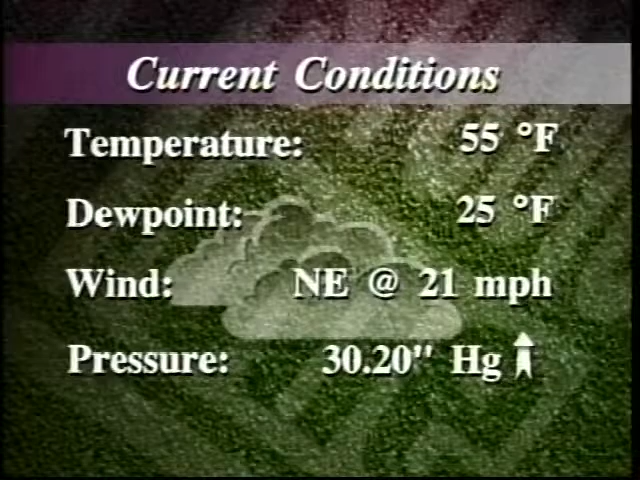 Current Conditions
Temperature: 55 °F
Dewpoint: 25 °F
Wind: NE @ 21 mph
Pressure: 30.20" Hg